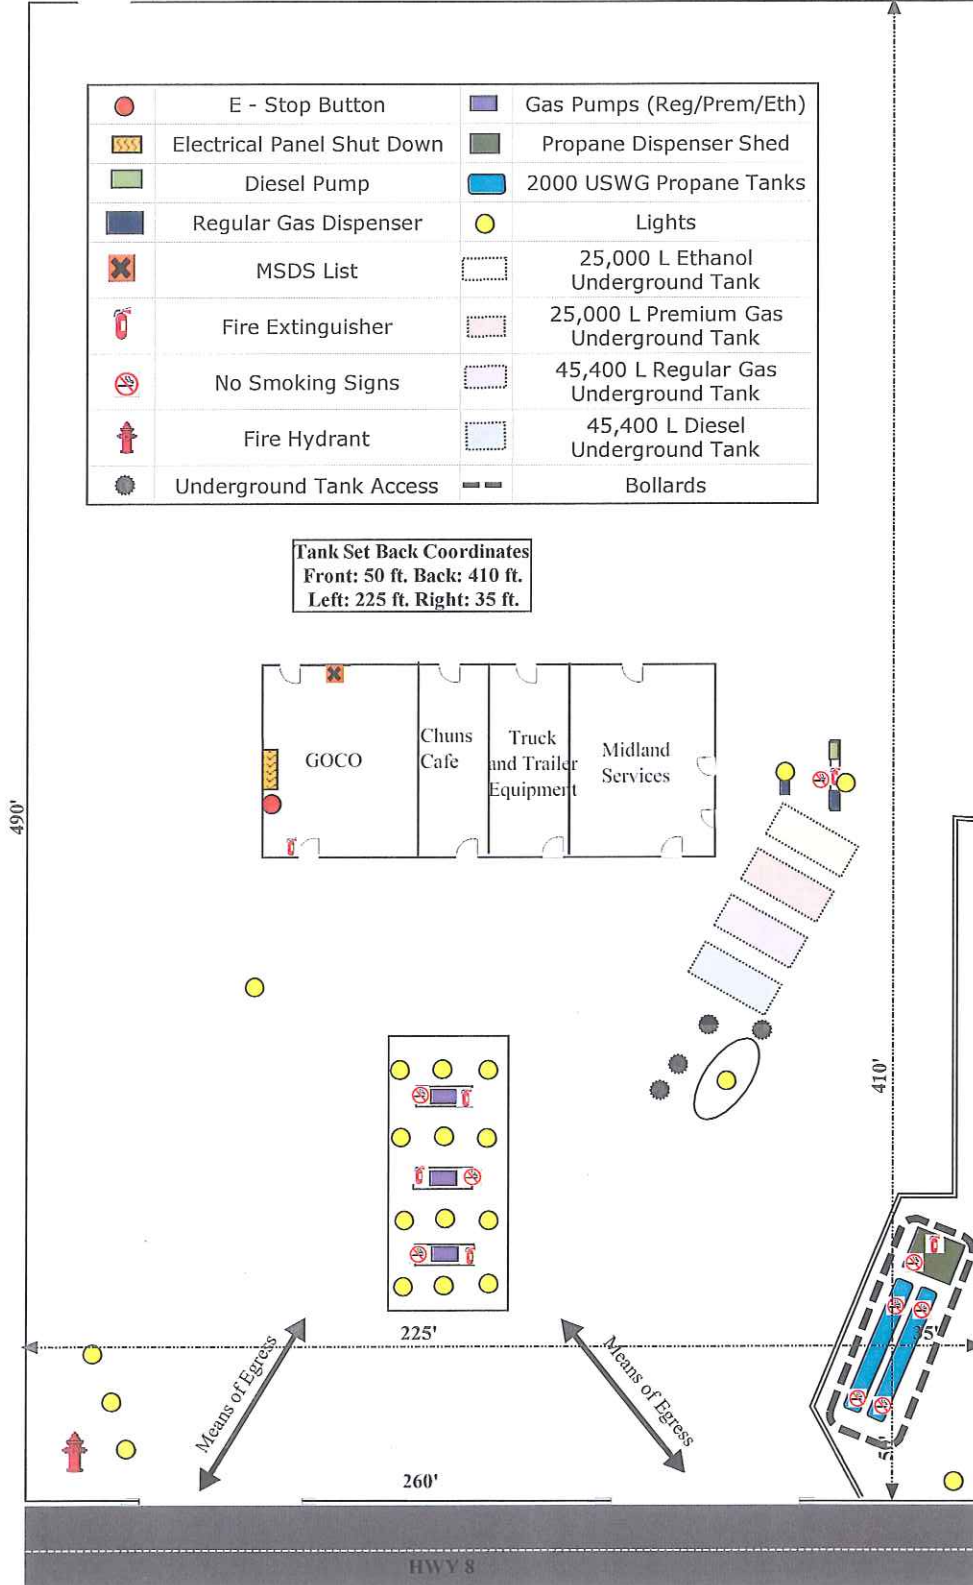 E - Stop Button
Gas Pumps (Reg/Prem/Eth)
Electrical Panel Shut Down
Propane Dispenser Shed
Diesel Pump
2000 USWG Propane Tanks
Regular Gas Dispenser
Lights
MSDS List
25,000 L Ethanol
Underground Tank
Fire Extinguisher
25,000 L Premium Gas
Underground Tank
No Smoking Signs
45,400 L Regular Gas
Underground Tank
Fire Hydrant
45,400 L Diesel
Underground Tank
Underground Tank Access
Bollards
Tank Set Back Coordinates
Front: 50 ft. Back: 410 ft.
Left: 225 ft. Right: 35 ft.
GOCO
Chuns
Cafe
Truck
and Trailer
Equipment
Midland
Services
490'
410'
225'
35'
Means of Egress
Means of Egress
260'
HWY 8